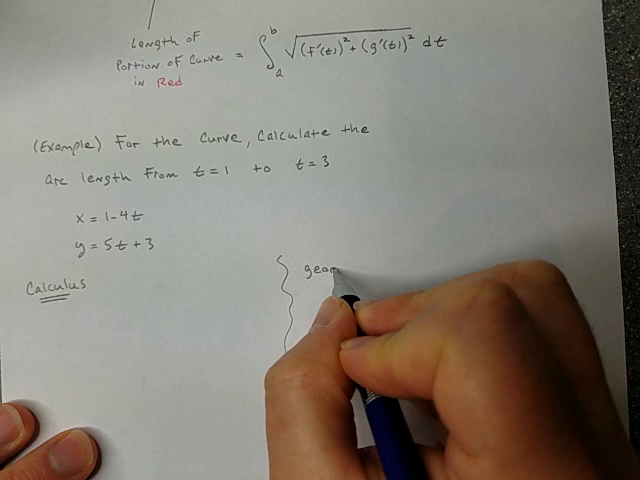 Length of
Portion of Curve = ∫ₐᵇ √(f'(t))² + (g'(t))² dt
in Red
(Example) For the Curve, Calculate the
arc length from t=1 to t=3
x = 1-4t
y = 5t+3
Calculus
geom